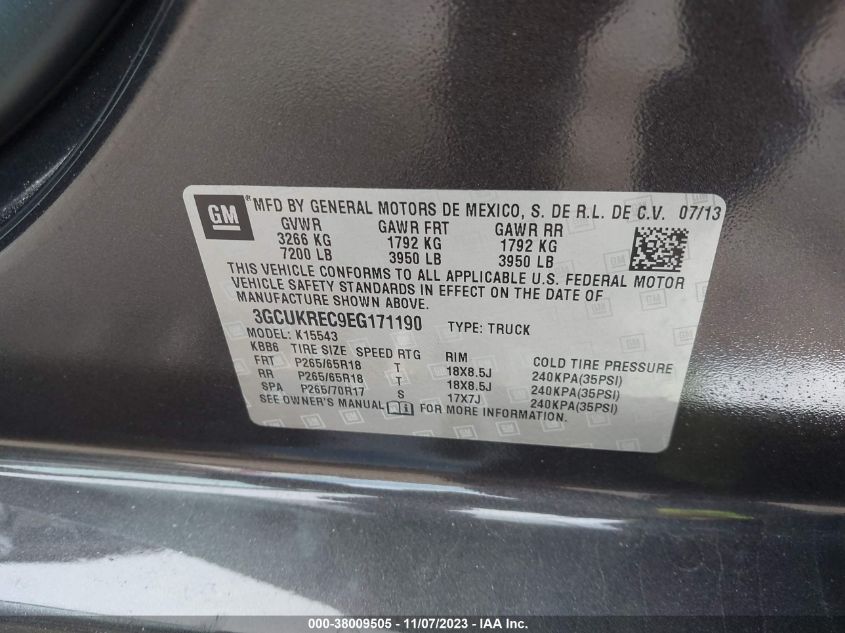 GM ® MFD BY GENERAL MOTORS DE MEXICO, S. DE R.L. DE C.V. 07/13
GVWR GAWR FRT GAWR RR
3266 KG 1792 KG 1792 KG
7200 LB 3950 LB 3950 LB
THIS VEHICLE CONFORMS TO ALL APPLICABLE U.S. FEDERAL MOTOR
VEHICLE SAFETY STANDARDS IN EFFECT ON THE DATE OF
MANUFACTURE SHOWN ABOVE.
3GCUKREC9EG171190 TYPE: TRUCK
MODEL: K15543
KBB6 TIRE SIZE SPEED RTG RIM COLD TIRE PRESSURE
FRT P265/65R18 T 18X8.5J 240KPA(35PSI)
RR P265/65R18 T 18X8.5J 240KPA(35PSI)
SPA P265/70R17 S 17X7J 240KPA(35PSI)
SEE OWNER'S MANUAL FOR MORE INFORMATION.
000-38009505 - 11/07/2023 - IAA Inc.